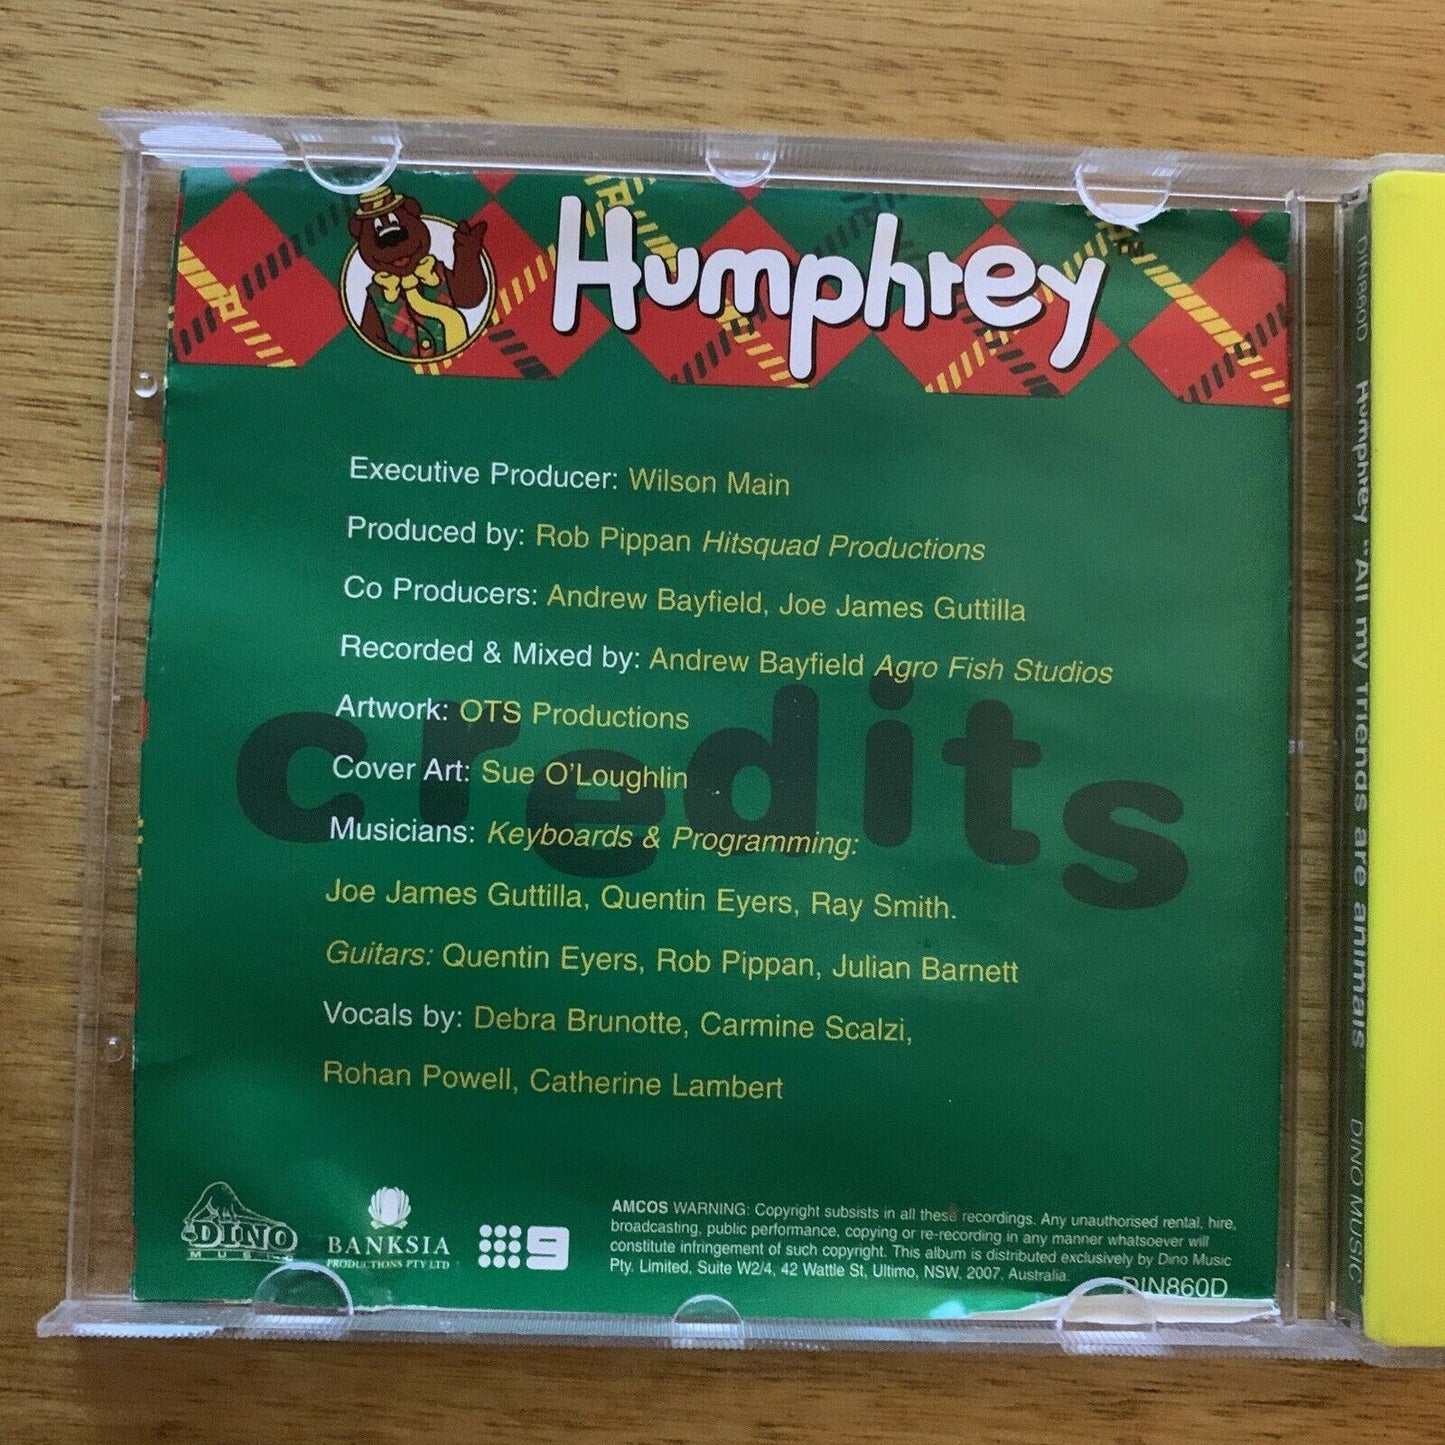 Humphrey
Executive Producer: Wilson Main
Produced by: Rob Pippan Hitsquad Productions
Co Producers: Andrew Bayfield, Joe James Guttilla
Recorded & Mixed by: Andrew Bayfield Agro Fish Studios
Artwork: OTS Productions
credits
Cover Art: Sue O'Loughlin
Musicians: Keyboards & Programming:
Joe James Guttilla, Quentin Eyers, Ray Smith.
Guitars: Quentin Eyers, Rob Pippan, Julian Barnett
Vocals by: Debra Brunotte, Carmine Scalzi,
Rohan Powell, Catherine Lambert
DINO
MUSIC
BANKSIA
PRODUCTIONS PTY LTD
9
AMCOS WARNING: Copyright subsists in all these recordings. Any unauthorised rental, hire,
broadcasting, public performance, copying or re-recording in any manner whatsoever will
constitute infringement of such copyright. This album is distributed exclusively by Dino Music
Pty. Limited, Suite W2/4, 42 Wattle St, Ultimo, NSW, 2007, Australia.
DIN860D
DIN860D Humphrey "All my friends are animals" DINO MUSIC